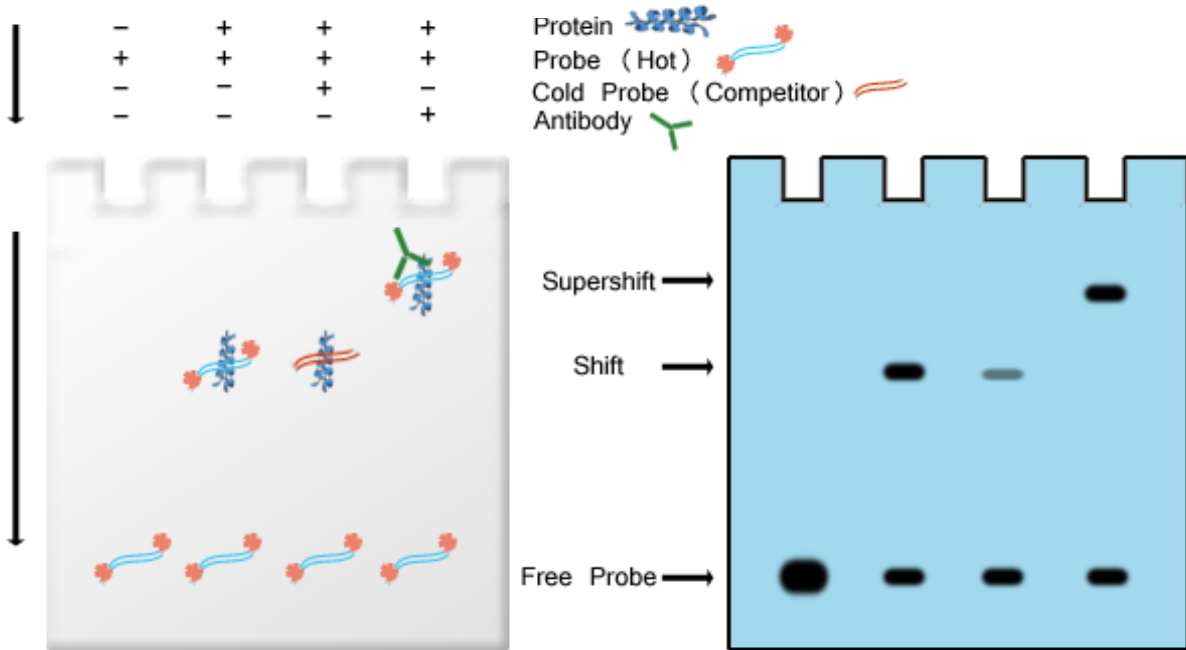 − + + + Protein
+ + + + Probe （Hot）
− − + − Cold Probe （Competitor）
− − − + Antibody
Supershift
Shift
Free Probe